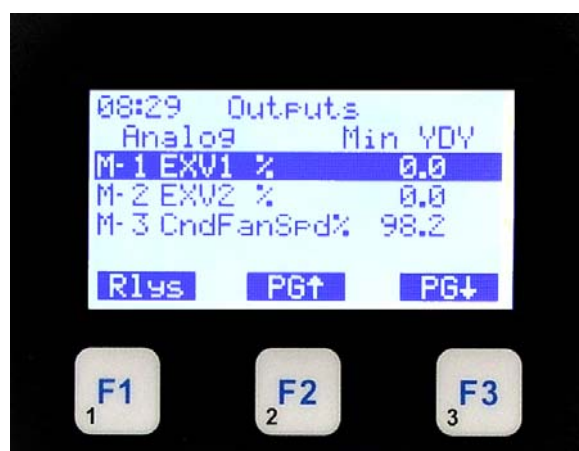 08:29 Outputs
Analog Min YDY
M- 1 EXV1 % 0.0
M- 2 EXV2 % 0.0
M- 3 CndFanSpd% 98.2
Rlys PG↑ PG↓
F1 F2 F3
1 2 3